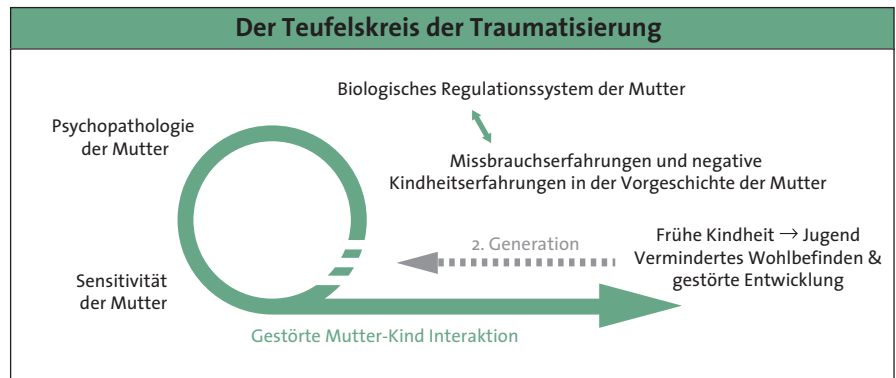 Der Teufelskreis der Traumatisierung
Biologisches Regulationssystem der Mutter
Psychopathologie
der Mutter
Missbrauchserfahrungen und negative
Kindheitserfahrungen in der Vorgeschichte der Mutter
2. Generation
Frühe Kindheit → Jugend
Vermindertes Wohlbefinden &
gestörte Entwicklung
Sensitivität
der Mutter
Gestörte Mutter-Kind Interaktion